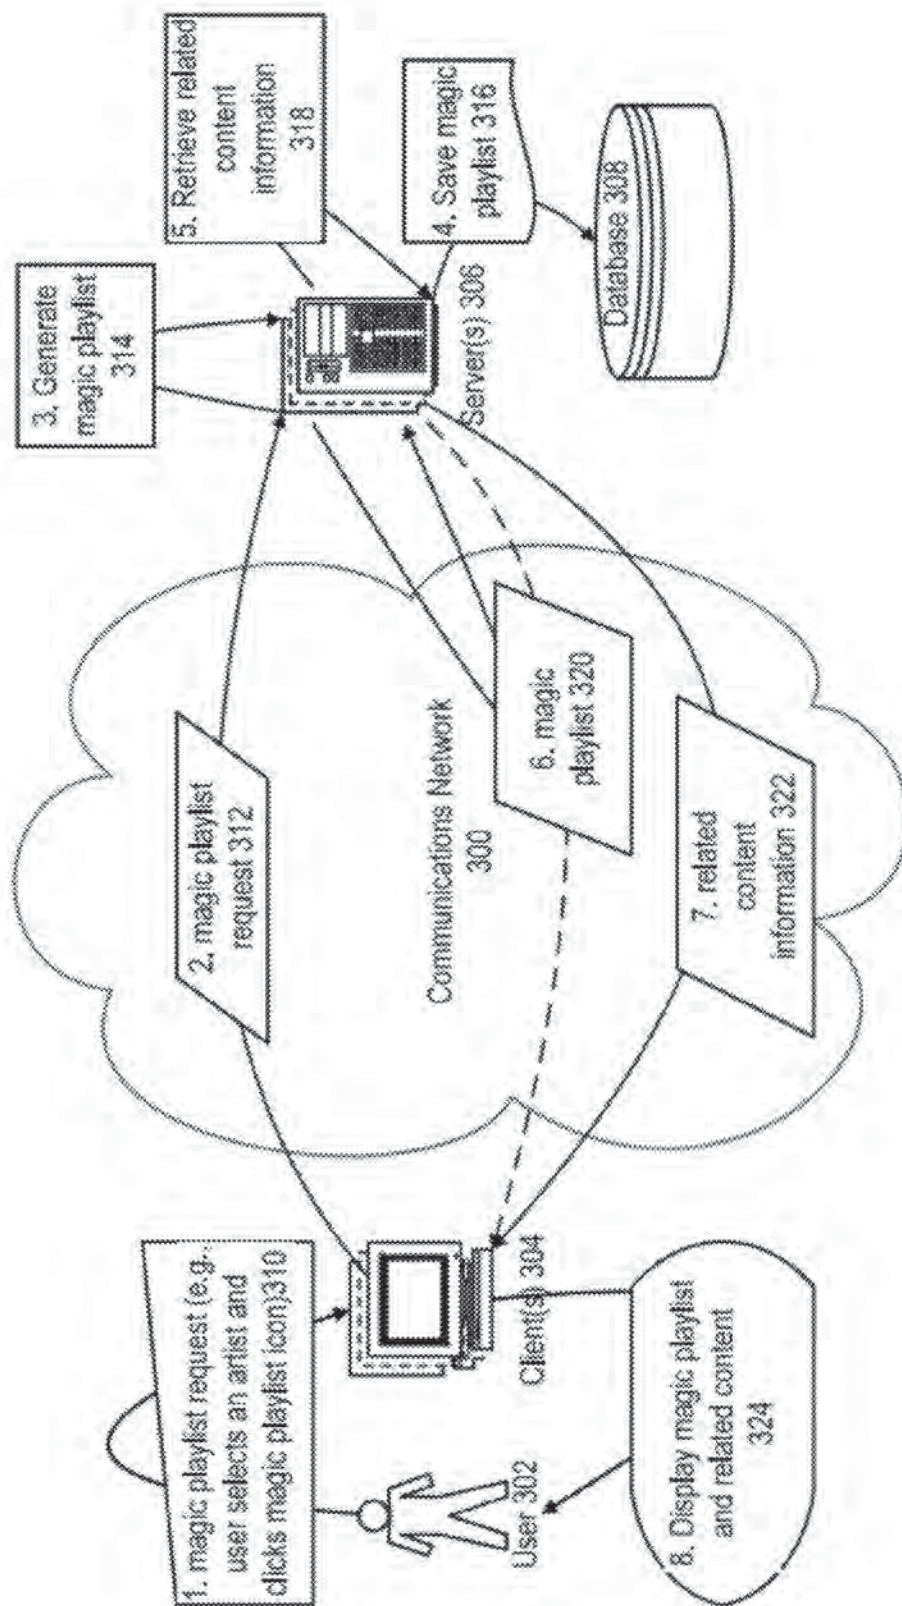 1. magic playlist request (e.g.,
user selects an artist and
clicks magic playlist icon)310
User 302
Client(s) 304
8. Display magic playlist
and related content
324
2. magic playlist
request 312
Communications Network
300
6. magic
playlist 320
7. related
content
information 322
3. Generate
magic playlist
314
5. Retrieve related
content
information
318
Server(s) 306
4. Save magic
playlist 316
Database 308